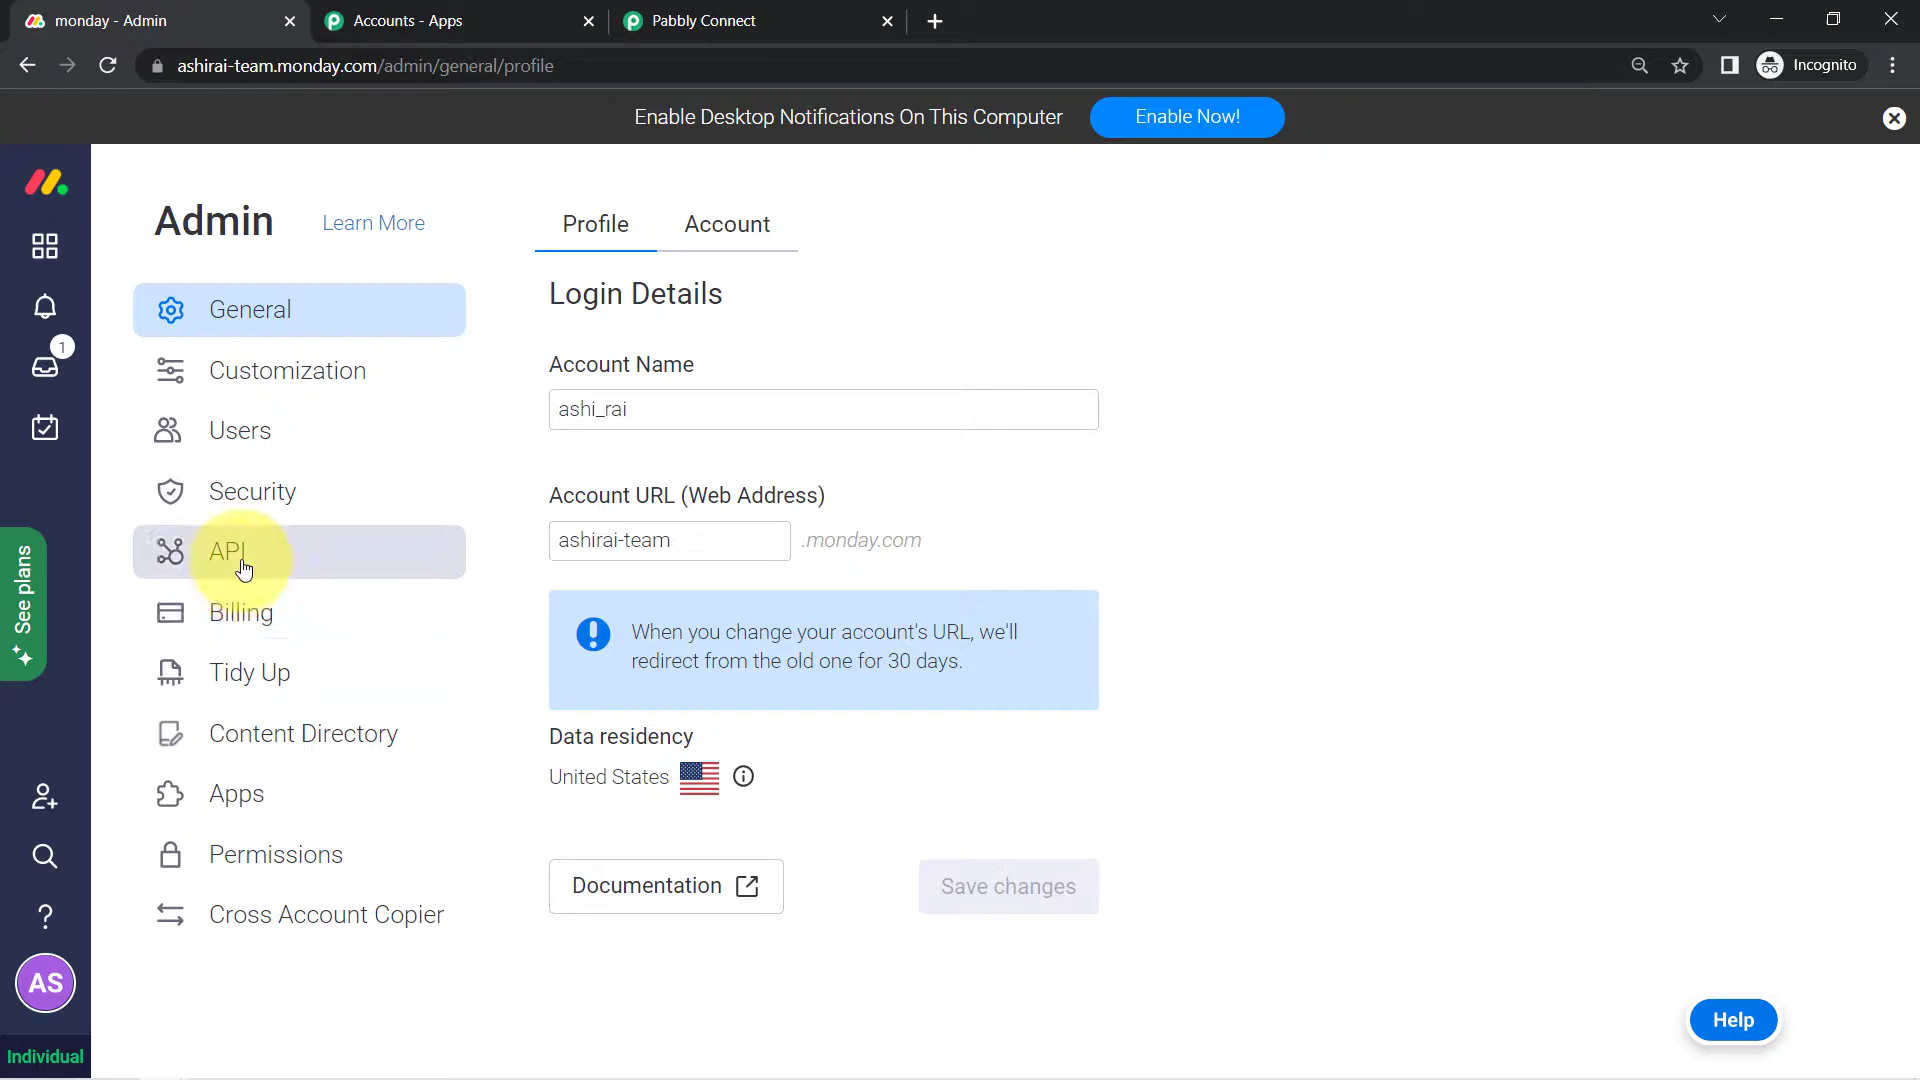 monday - Admin
Accounts - Apps
Pabbly Connect
ashirai-team.monday.com/admin/general/profile
Incognito
Enable Desktop Notifications On This Computer
Enable Now!
Admin
Learn More
Profile
Account
General
Customization
Users
Security
API
Billing
Tidy Up
Content Directory
Apps
Permissions
Cross Account Copier
Login Details
Account Name
ashi_rai
Account URL (Web Address)
ashirai-team
.monday.com
When you change your account's URL, we'll
redirect from the old one for 30 days.
Data residency
United States
Documentation
Save changes
1
See plans
?
AS
Individual
Help